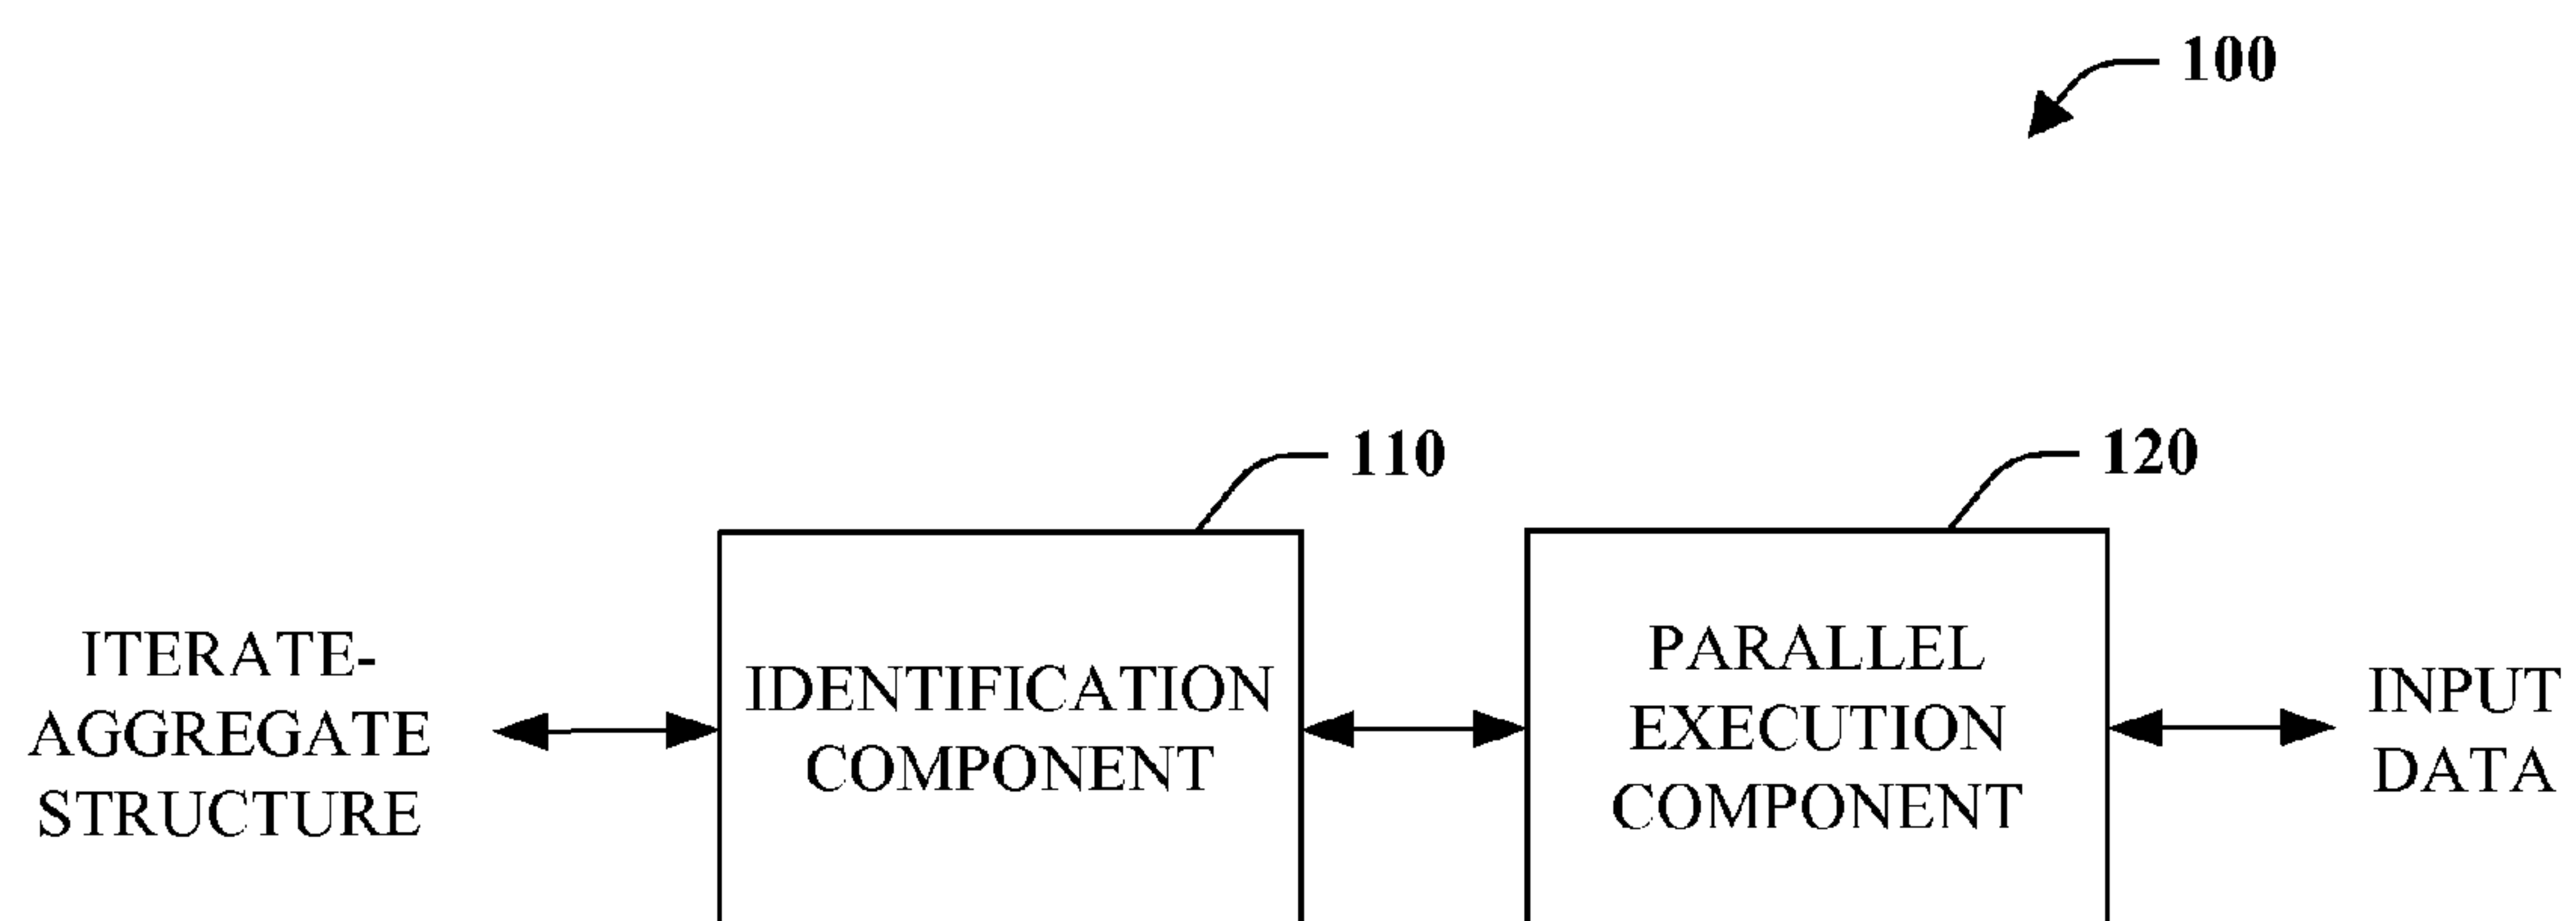 100
110
120
ITERATE-
AGGREGATE
STRUCTURE
IDENTIFICATION
COMPONENT
PARALLEL
EXECUTION
COMPONENT
INPUT
DATA